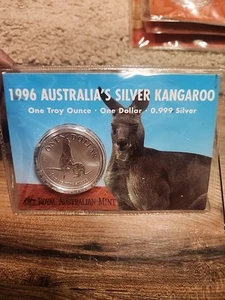 1996 AUSTRALIA'S SILVER KANGAROO
One Troy Ounce · One Dollar · 0.999 Silver
ROYAL AUSTRALIAN MINT